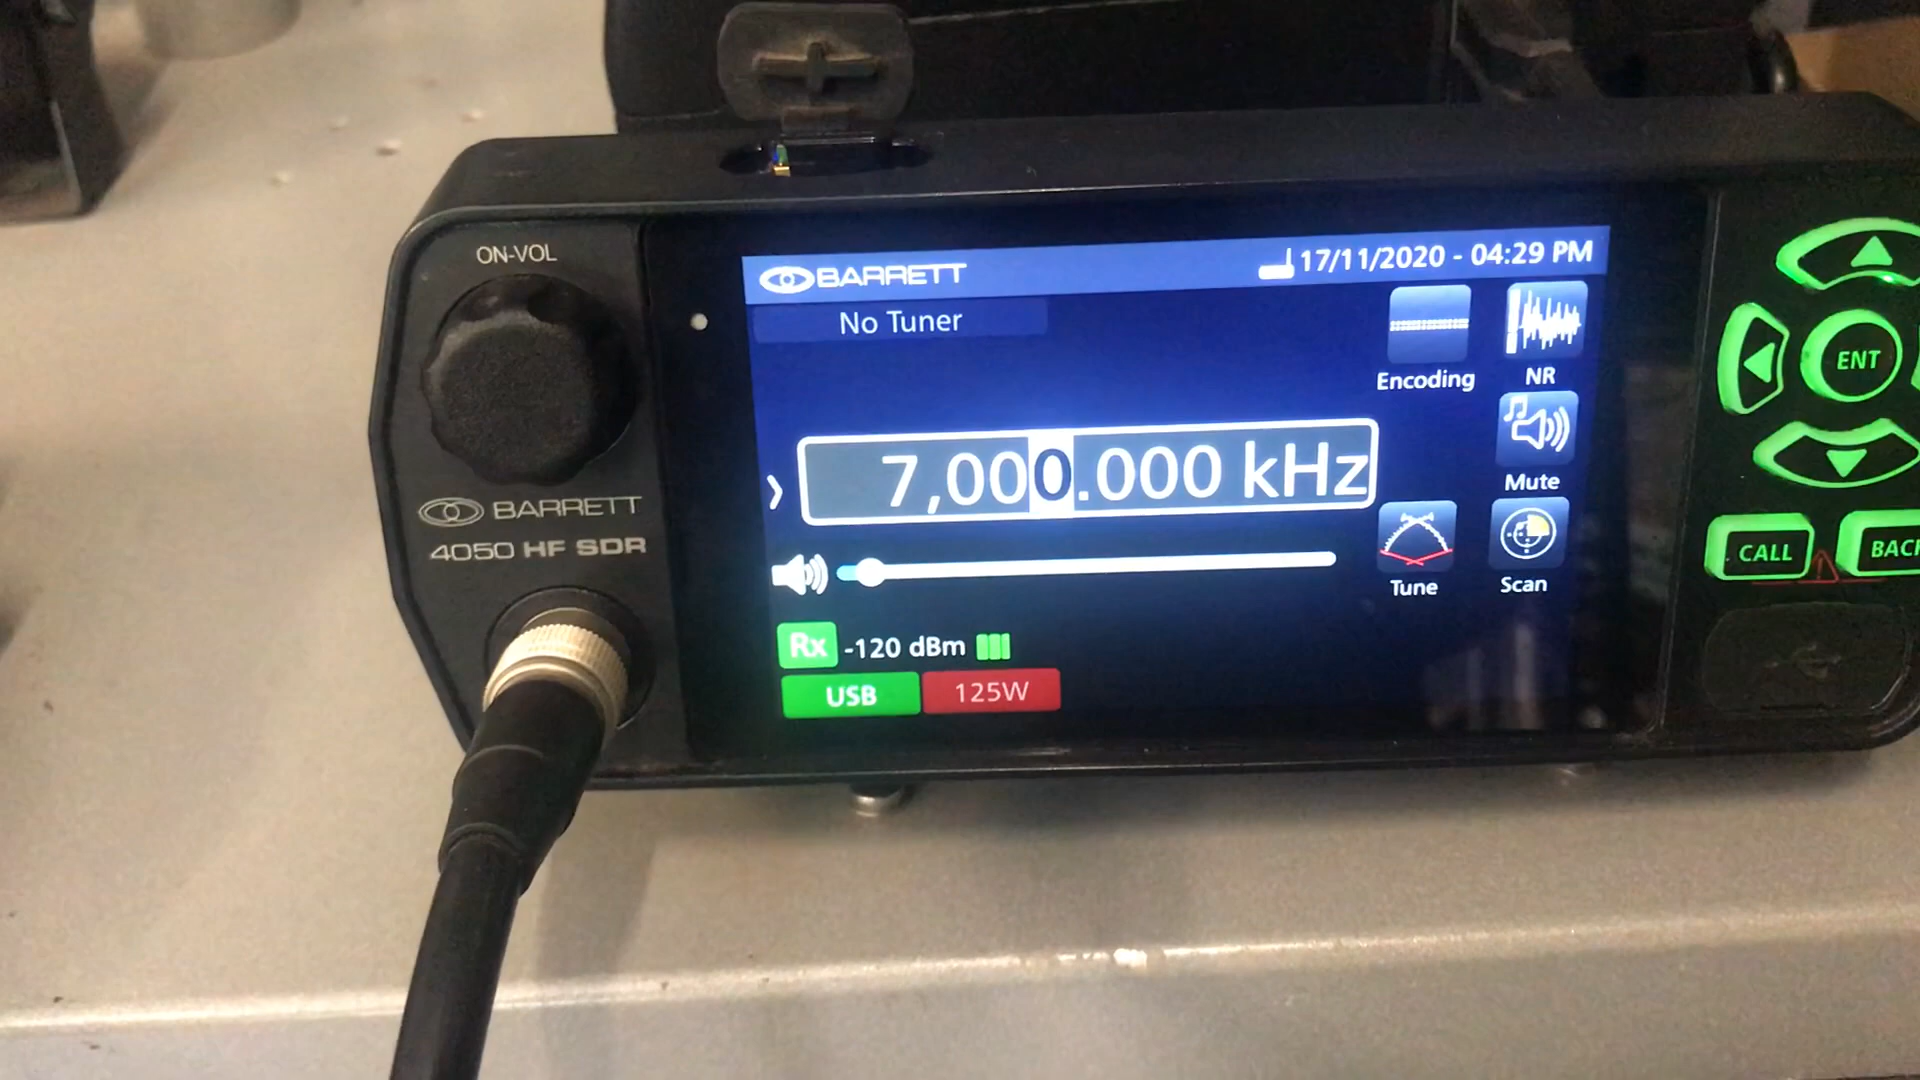 ON-VOL
BARRETT
4050 HF SDR
BARRETT
17/11/2020 - 04:29 PM
No Tuner
Encoding
NR
7,000.000 kHz
Mute
Tune
Scan
Rx -120 dBm
USB 125W
ENT
CALL